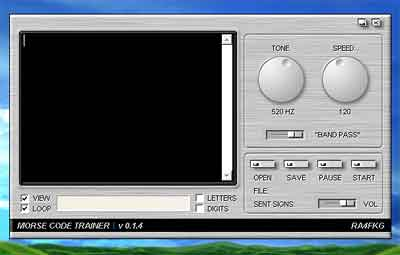 TONE SPEED
520 HZ 120
"BAND PASS"
OPEN SAVE PAUSE START
FILE:
SENT SIGNS: VOL
VIEW LETTERS
LOOP DIGITS
MORSE CODE TRAINER | v 0.1.4 RA4FKG